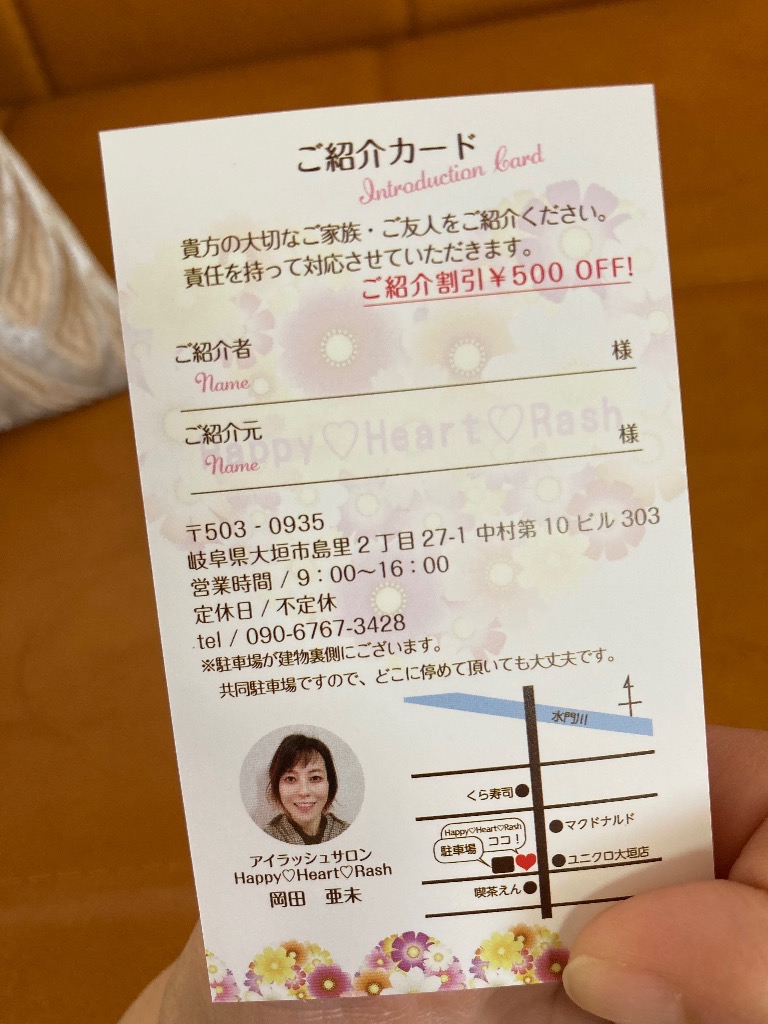 ご紹介カード
Introduction Card
貴方の大切なご家族・ご友人をご紹介ください。
責任を持って対応させていただきます。
ご紹介割引￥500 OFF!
ご紹介者
様
Name
Happy♡Heart♡Rash
ご紹介元
様
Name
〒503 - 0935
岐阜県大垣市島里２丁目27-1 中村第10ビル303
営業時間 / 9：00〜16：00
定休日 / 不定休
tel / 090-6767-3428
※駐車場が建物裏側にございます。
共同駐車場ですので、どこに停めて頂いても大丈夫です。
水門川
くら寿司
マクドナルド
Happy♡Heart♡Rash
ココ！
駐車場
ユニクロ大垣店
喫茶えん
アイラッシュサロン
Happy♡Heart♡Rash
岡田　亜未